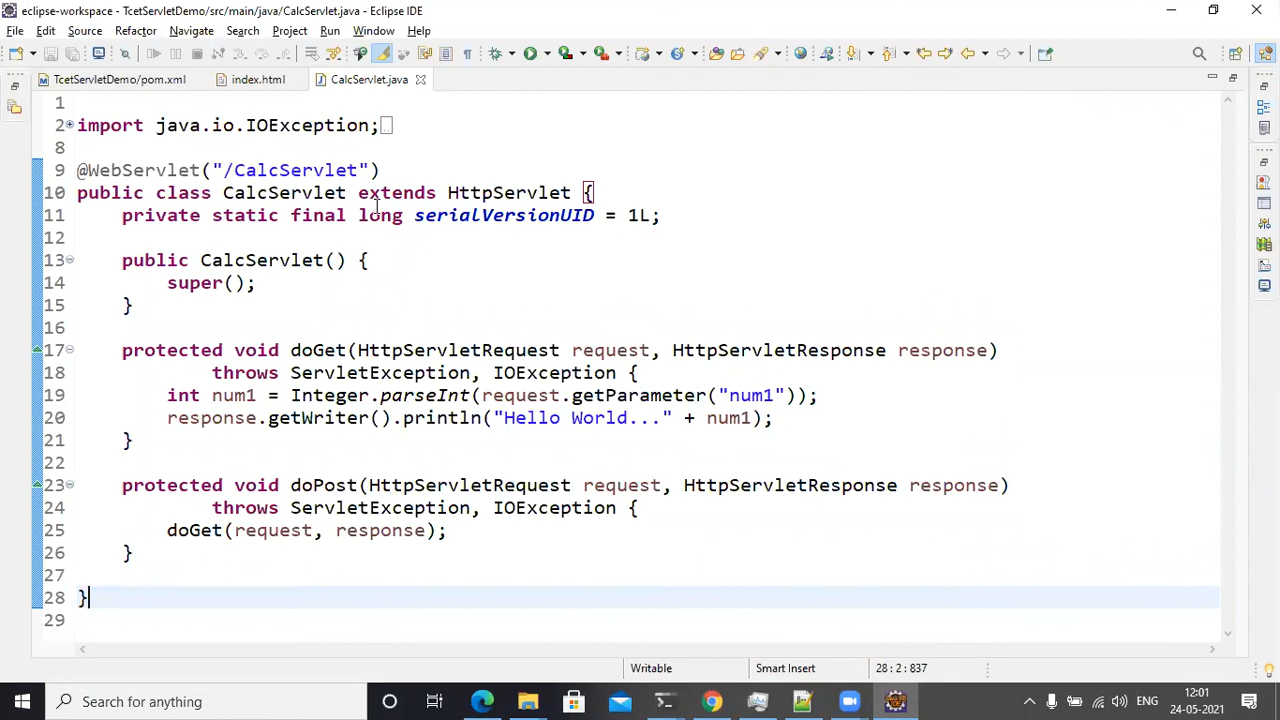 eclipse-workspace - TcetServletDemo/src/main/java/CalcServlet.java - Eclipse IDE
File Edit Source Refactor Navigate Search Project Run Window Help
TcetServletDemo/pom.xml index.html CalcServlet.java
1
2 import java.io.IOException;
8
9 @WebServlet("/CalcServlet")
10 public class CalcServlet extends HttpServlet {
11 private static final long serialVersionUID = 1L;
12
13 public CalcServlet() {
14 super();
15 }
16
17 protected void doGet(HttpServletRequest request, HttpServletResponse response)
18 throws ServletException, IOException {
19 int num1 = Integer.parseInt(request.getParameter("num1"));
20 response.getWriter().println("Hello World..." + num1);
21 }
22
23 protected void doPost(HttpServletRequest request, HttpServletResponse response)
24 throws ServletException, IOException {
25 doGet(request, response);
26 }
27
28 }
29
Writable Smart Insert 28 : 2 : 837
Search for anything
ENG
12:01
24-05-2021